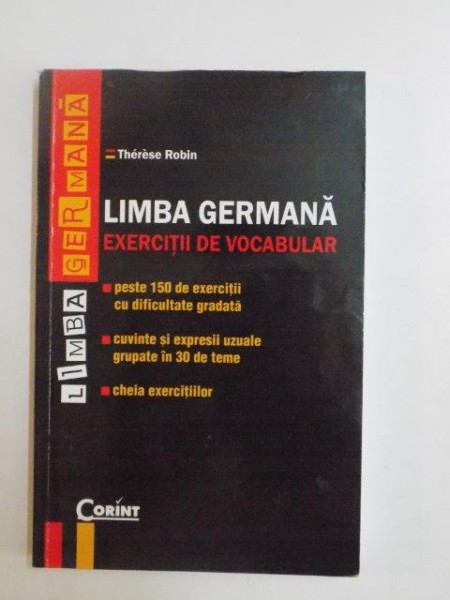 Thérèse Robin
LIMBA GERMANĂ
EXERCIȚII DE VOCABULAR
peste 150 de exerciții
cu dificultate gradată
cuvinte și expresii uzuale
grupate în 30 de teme
cheia exercițiilor
CORINT
LIMBA GERMANĂ